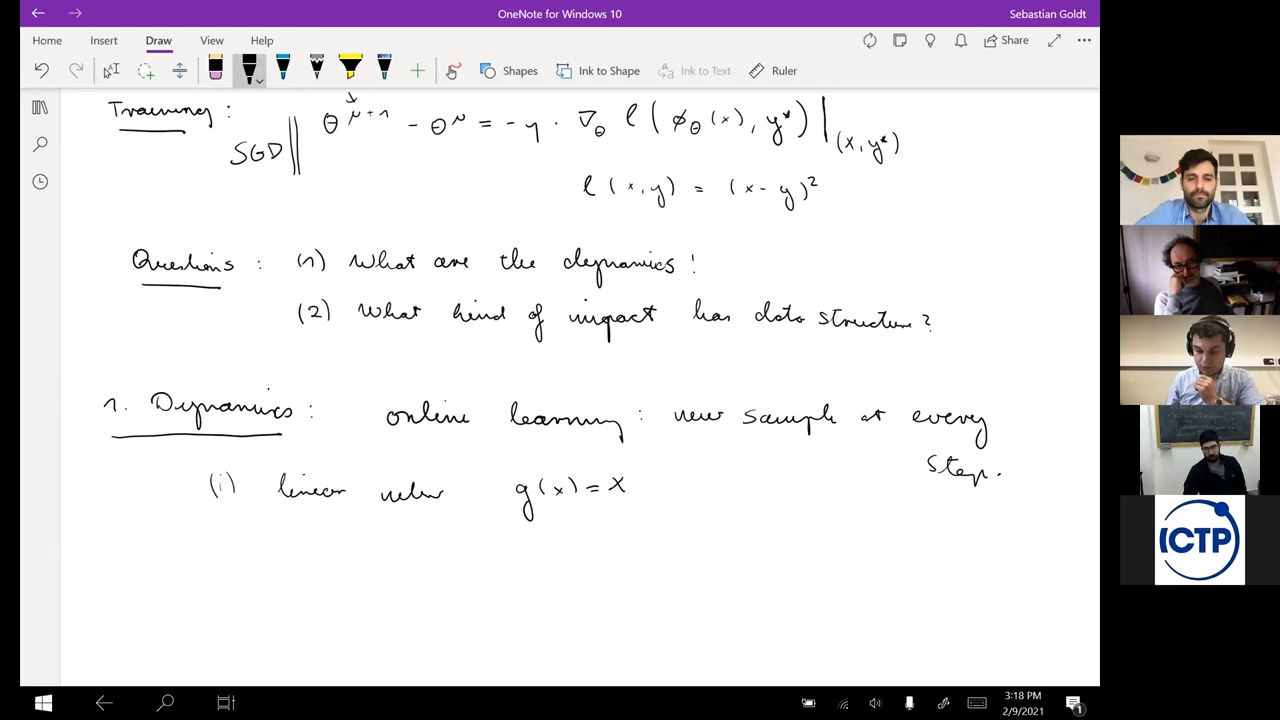 OneNote for Windows 10
Sebastian Goldt
Home Insert Draw View Help
Share
Shapes Ink to Shape Ink to Text Ruler
Training :
SGD || θ^{μ+1} - θ^μ = - η · ∇_θ ℓ ( ϕ_θ (x) , y* ) |_{(x, y*)}
ℓ (x,y) = (x - y)²
Questions : (1) What are the dynamics !
(2) What kind of impact has data structure ?
1. Dynamics : online learning : new sample at every
step.
(i) linear g(x) = x
ICTP
3:18 PM
2/9/2021
1